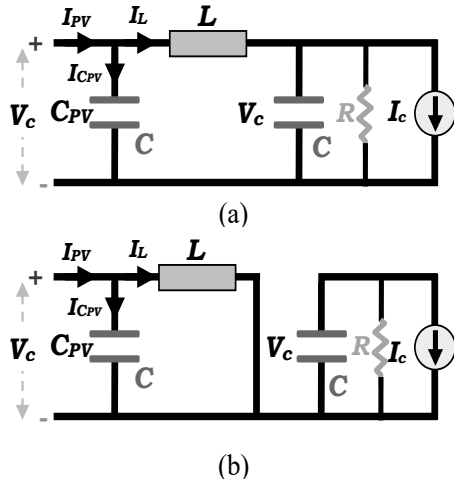 I_PV I_L L
+
I_CPV
V_c C_PV V_c R I_c
C C
-
(a)
I_PV I_L L
+
I_CPV
V_c C_PV V_c R I_c
C C
-
(b)